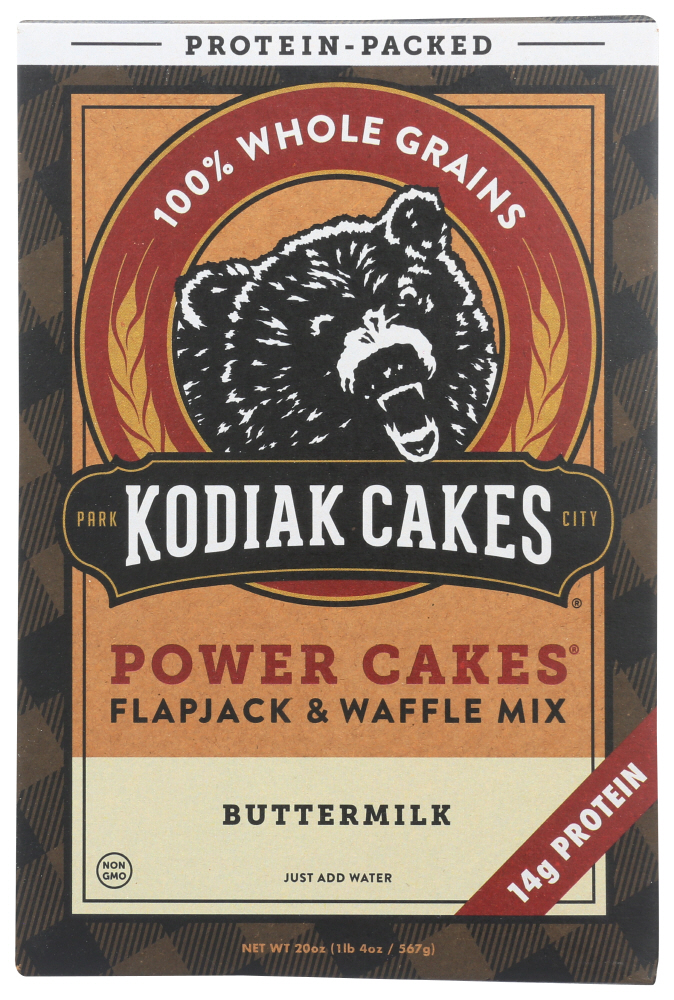 PROTEIN-PACKED
100% WHOLE GRAINS
PARK KODIAK CAKES CITY
®
POWER CAKES®
FLAPJACK & WAFFLE MIX
BUTTERMILK
14g PROTEIN
NON
GMO
JUST ADD WATER
NET WT 20oz (1lb 4oz / 567g)